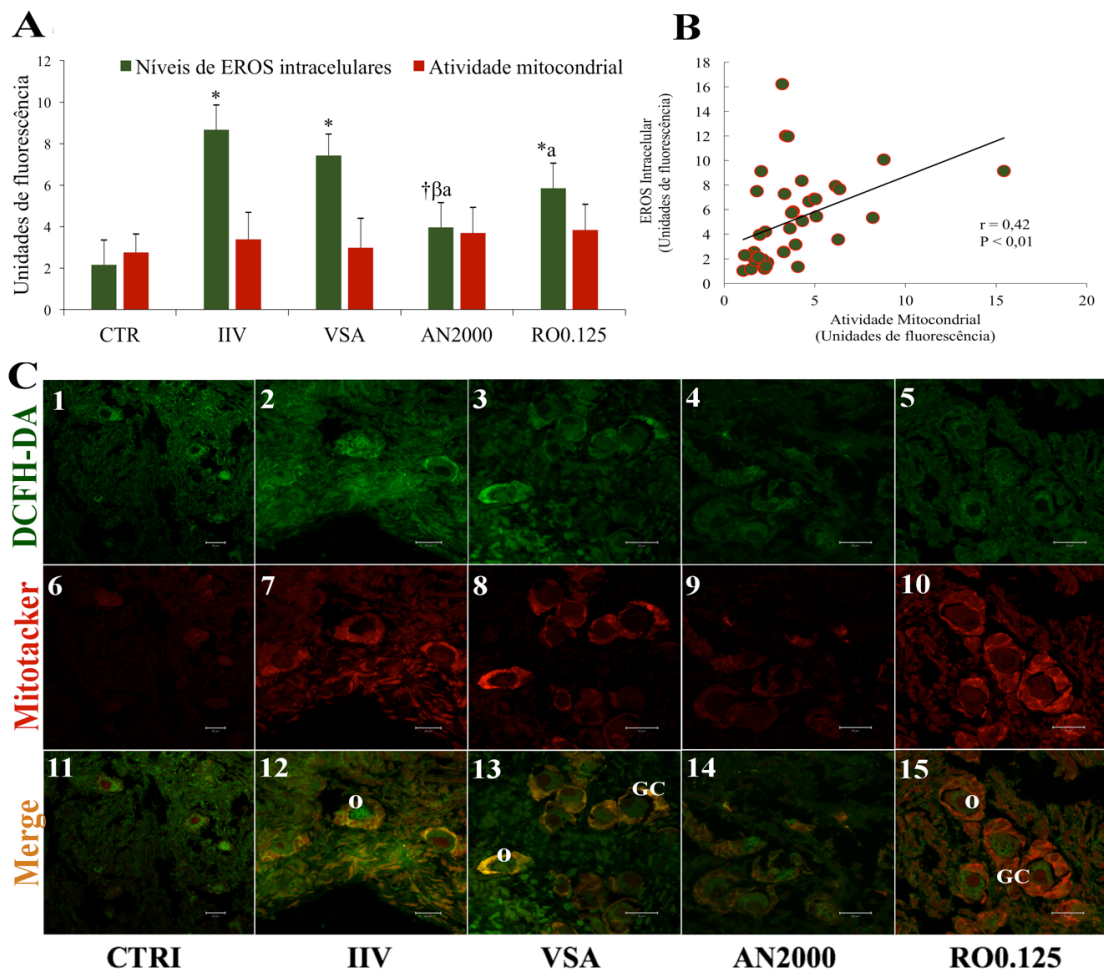 A
B
Níveis de EROS intracelulares
Atividade mitocondrial
Unidades de fluorescência
12
10
8
6
4
2
0
*
*
†βa
*a
CTR
IIV
VSA
AN2000
RO0.125
EROS Intracelular
(Unidades de fluorescência)
18
16
14
12
10
8
6
4
2
0
r = 0,42
P < 0,01
0
5
10
15
20
Atividade Mitocondrial
(Unidades de fluorescência)
C
DCFH-DA
1
2
3
4
5
Mitotacker
6
7
8
9
10
Merge
11
12
13
14
15
O
O
GC
O
GC
CTRI
IIV
VSA
AN2000
RO0.125